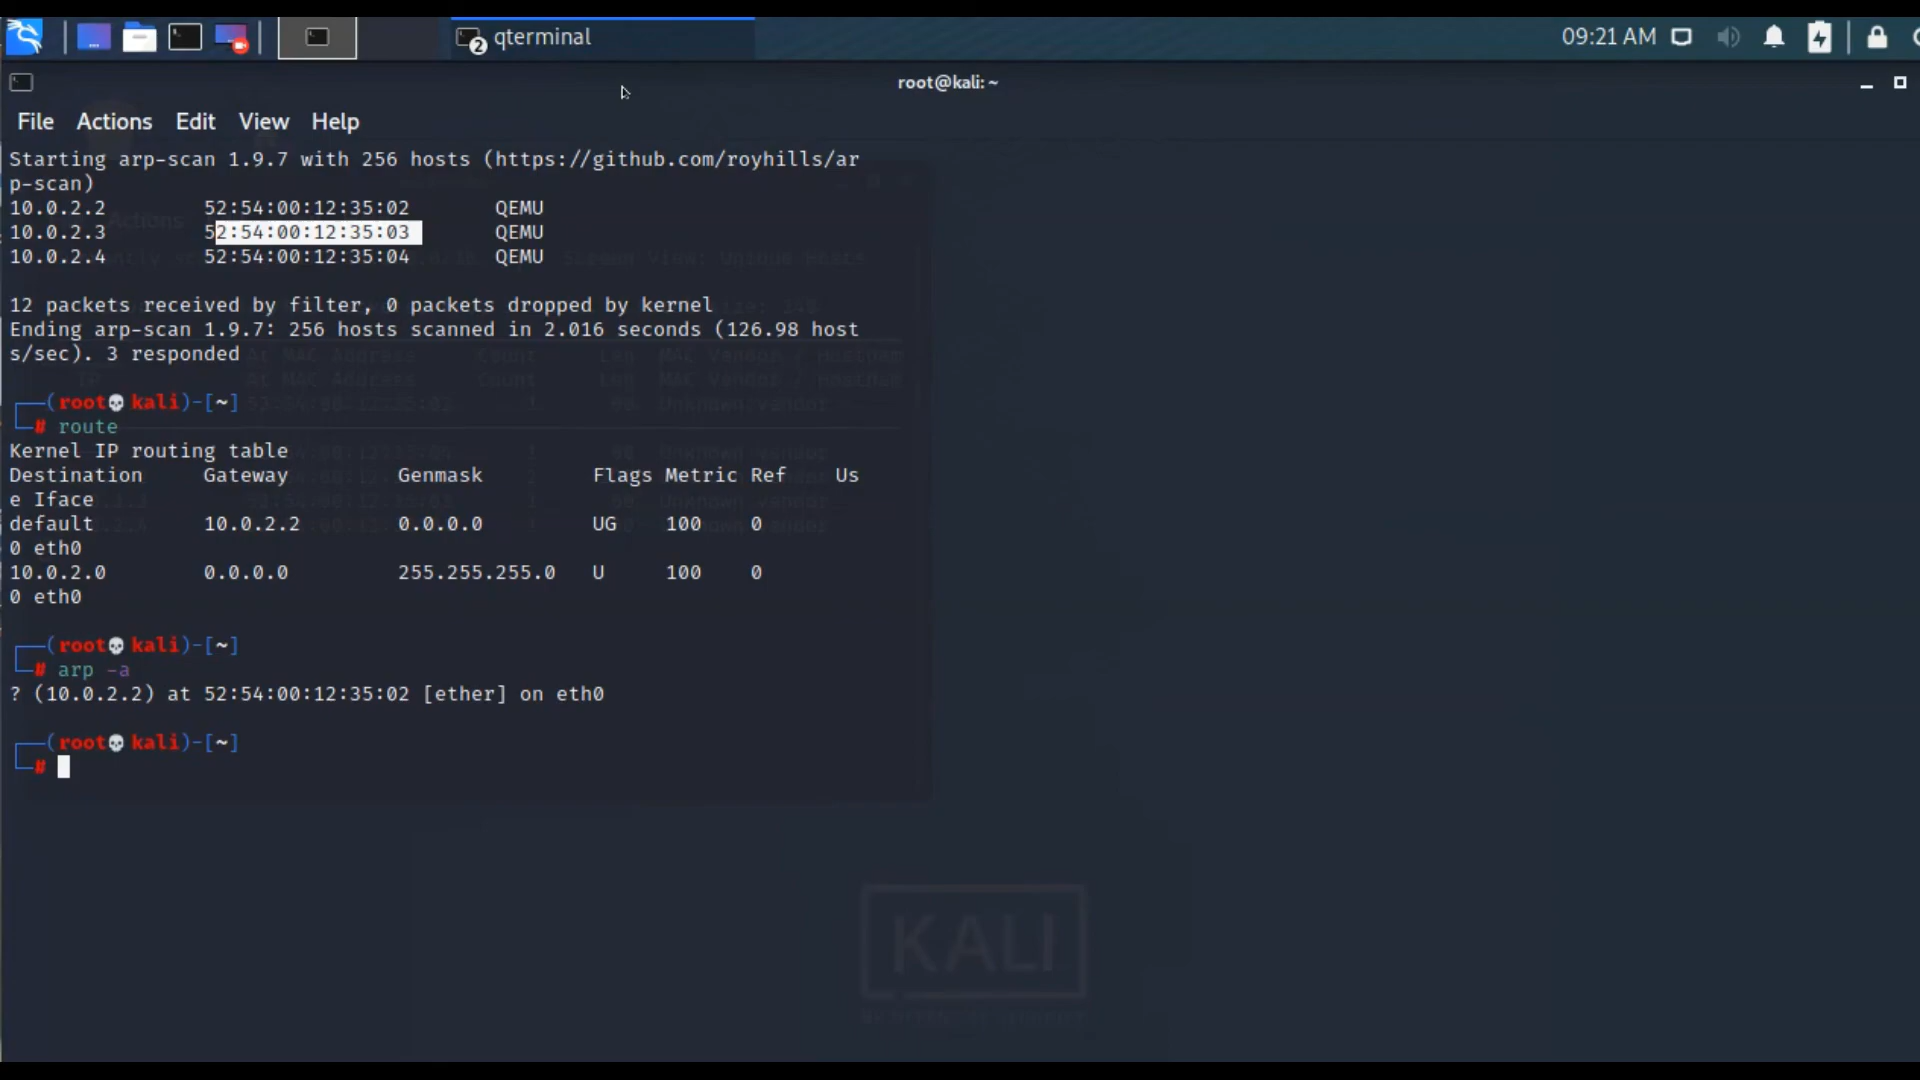 2 qterminal 09:21 AM
root@kali: ~
File Actions Edit View Help
Starting arp-scan 1.9.7 with 256 hosts (https://github.com/royhills/ar
p-scan)
10.0.2.2 52:54:00:12:35:02 QEMU
10.0.2.3 52:54:00:12:35:03 QEMU
10.0.2.4 52:54:00:12:35:04 QEMU
12 packets received by filter, 0 packets dropped by kernel
Ending arp-scan 1.9.7: 256 hosts scanned in 2.016 seconds (126.98 host
s/sec). 3 responded
(root💀kali)-[~]
# route
Kernel IP routing table
Destination Gateway Genmask Flags Metric Ref Us
e Iface
default 10.0.2.2 0.0.0.0 UG 100 0
0 eth0
10.0.2.0 0.0.0.0 255.255.255.0 U 100 0
0 eth0
(root💀kali)-[~]
# arp -a
? (10.0.2.2) at 52:54:00:12:35:02 [ether] on eth0
(root💀kali)-[~]
#
KALI
BY OFFENSIVE SECURITY